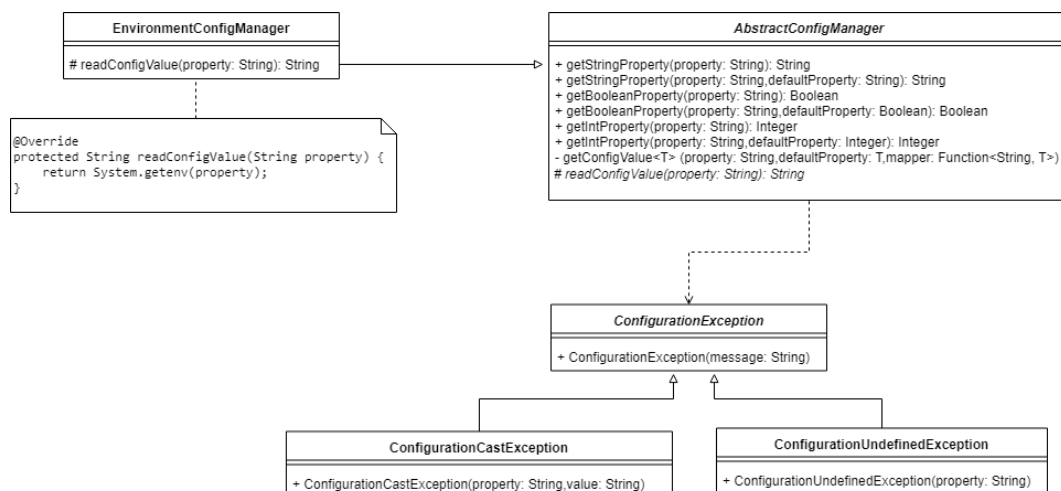 EnvironmentConfigManager
# readConfigValue(property: String): String
@Override
protected String readConfigValue(String property) {
return System.getenv(property);
}
AbstractConfigManager
+ getStringProperty(property: String): String
+ getStringProperty(property: String,defaultProperty: String): String
+ getBooleanProperty(property: String): Boolean
+ getBooleanProperty(property: String,defaultProperty: Boolean): Boolean
+ getIntProperty(property: String): Integer
+ getIntProperty(property: String,defaultProperty: Integer): Integer
- getConfigValue<T> (property: String,defaultProperty: T,mapper: Function<String, T>)
# readConfigValue(property: String): String
ConfigurationException
+ ConfigurationException(message: String)
ConfigurationCastException
+ ConfigurationCastException(property: String,value: String)
ConfigurationUndefinedException
+ ConfigurationUndefinedException(property: String)